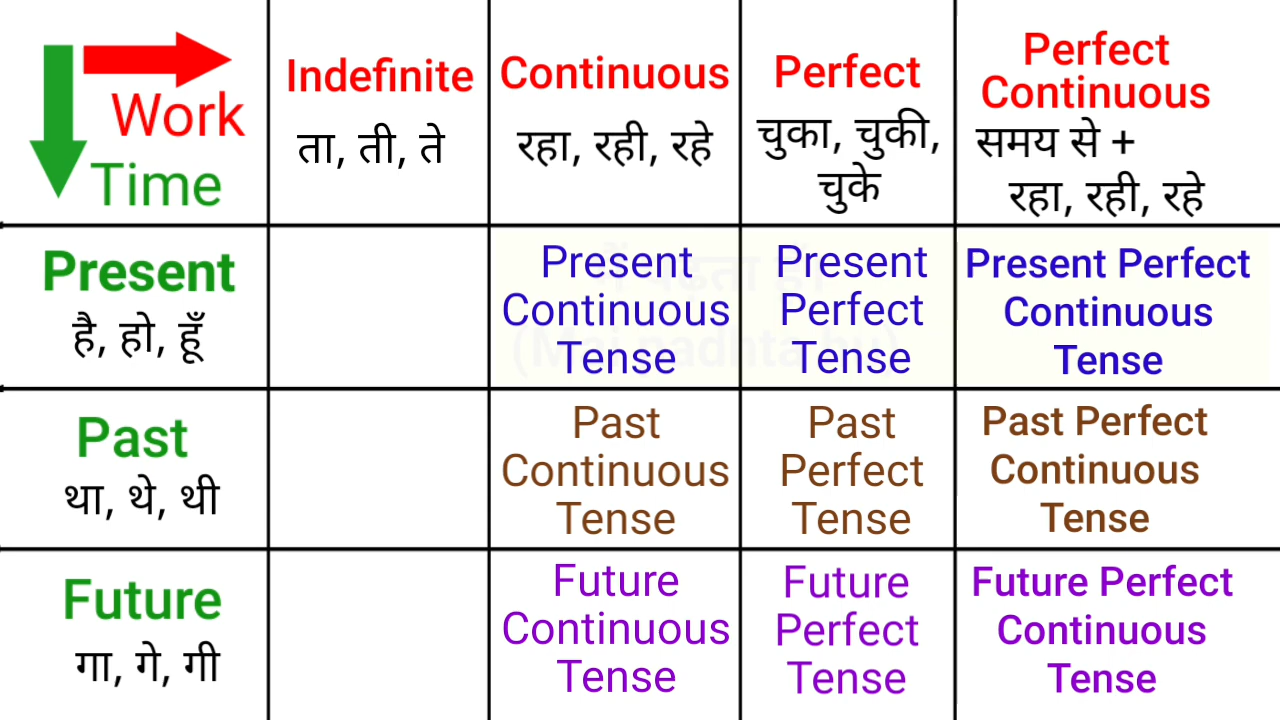 Work
Time
Indefinite
ता, ती, ते
Continuous
रहा, रही, रहे
Perfect
चुका, चुकी,
चुके
Perfect
Continuous
समय से +
रहा, रही, रहे
Present
है, हो, हूँ
Present
Continuous
Tense
Present
Perfect
Tense
Present Perfect
Continuous
Tense
Past
था, थे, थी
Past
Continuous
Tense
Past
Perfect
Tense
Past Perfect
Continuous
Tense
Future
गा, गे, गी
Future
Continuous
Tense
Future
Perfect
Tense
Future Perfect
Continuous
Tense